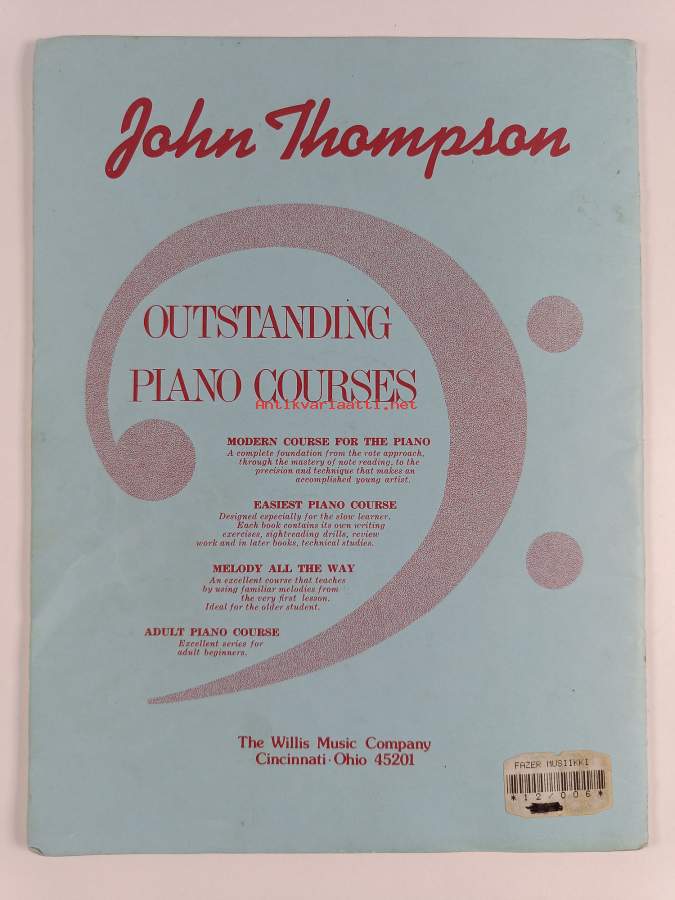 John Thompson
OUTSTANDING
PIANO COURSES
Antikvariaatti.net
MODERN COURSE FOR THE PIANO
A complete foundation from the rote approach,
through the mastery of note reading, to the
precision and technique that makes an
accomplished young artist.
EASIEST PIANO COURSE
Designed especially for the slow learner.
Each book contains its own writing
exercises, sightreading drills, review
work and in later books, technical studies.
MELODY ALL THE WAY
An excellent course that teaches
by using familiar melodies from
the very first lesson.
Ideal for the older student.
ADULT PIANO COURSE
Excellent series for
adult beginners.
The Willis Music Company
Cincinnati · Ohio 45201
FAZER MUSIIKKI
*12/006*